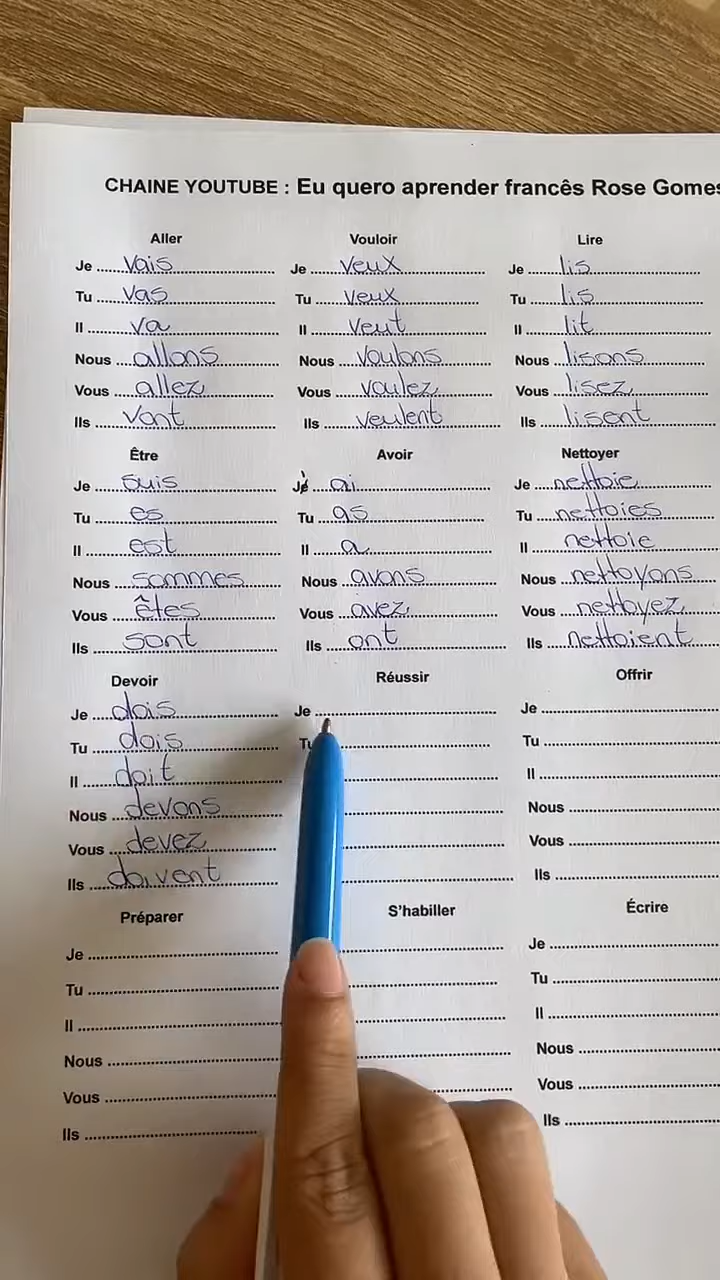 CHAINE YOUTUBE : Eu quero aprender francês Rose Gomes
Aller
Je ......vais
Tu ......vas
Il .......va
Nous ...allons
Vous ...allez
Ils ......vont
Vouloir
Je ......veux
Tu ......veux
Il .......veut
Nous ...voulons
Vous ...voulez
Ils ......veulent
Lire
Je ......lis
Tu ......lis
Il .......lit
Nous ...lisons
Vous ...lisez
Ils ......lisent
Être
Je ......suis
Tu ......es
Il .......est
Nous ...sommes
Vous ...êtes
Ils ......sont
Avoir
J' ...ai
Tu ...as
Il .......a
Nous ...avons
Vous ...avez
Ils ......ont
Nettoyer
Je ...nettoie
Tu ...nettoies
Il ...nettoie
Nous ...nettoyons
Vous ...nettoyez
Ils ...nettoient
Devoir
Je ....dois
Tu ......dois
Il .......doit
Nous ...devons
Vous ...devez
Ils ...doivent
Réussir
Je ..............................
Tu ..............................
Offrir
Je ..............................
Tu ..............................
Il ..............................
Nous ..............................
Vous ..............................
Ils ..............................
Préparer
Je ..............................
Tu ..............................
Il ..............................
Nous ..............................
Vous ..............................
Ils ..............................
S'habiller
Écrire
Je ..............................
Tu ..............................
Il ..............................
Nous ..............................
Vous ..............................
Ils ..............................